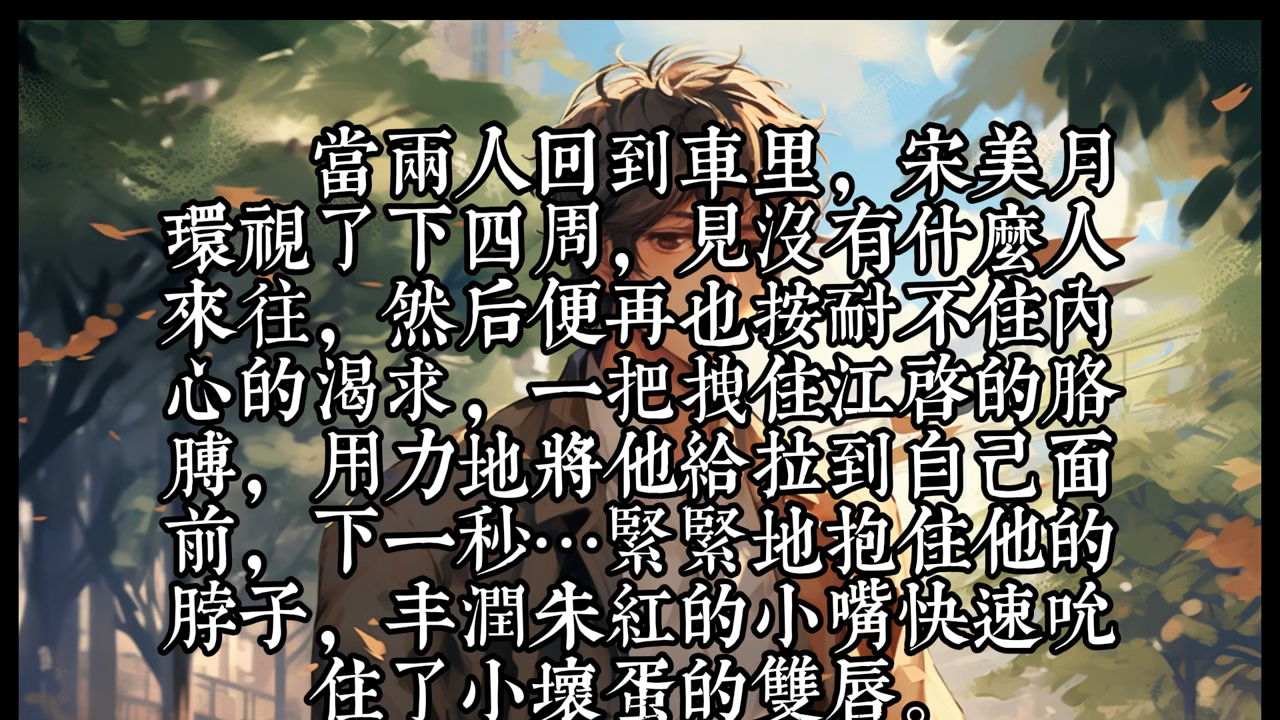 當兩人回到車里，宋美月
環視了下四周，見沒有什麼人
來往，然后便再也按耐不住內
心的渴求，一把拽住江啓的胳
膊，用力地將他給拉到自己面
前，下一秒…緊緊地抱住他的
脖子，丰潤朱紅的小嘴快速吮
住了小壞蛋的雙唇。